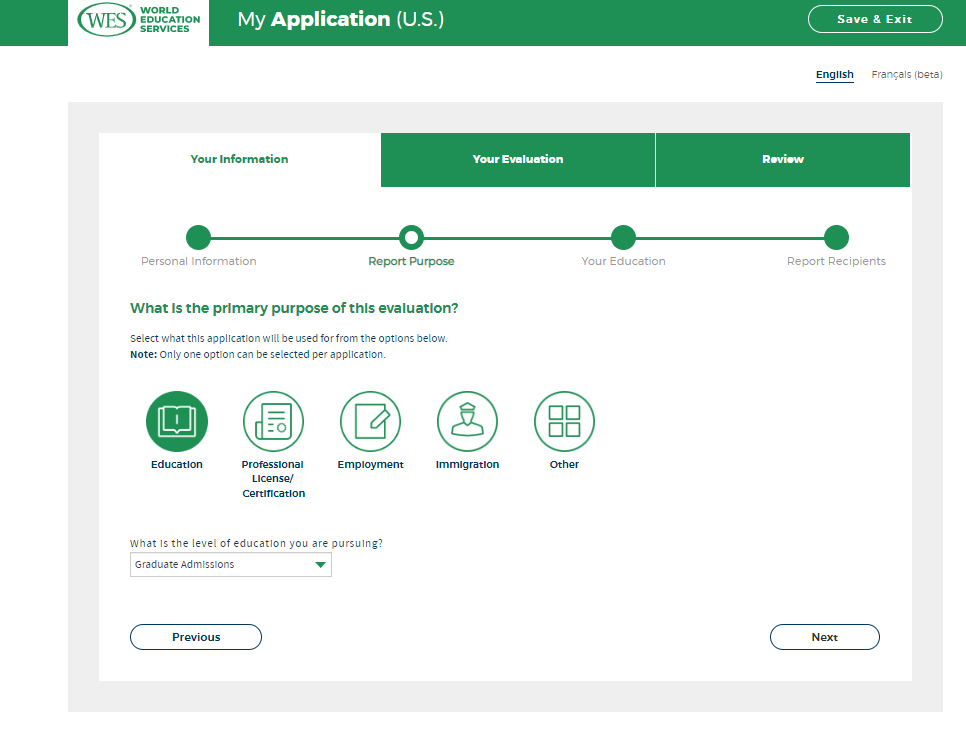 WES
WORLD
EDUCATION
SERVICES
My Application (U.S.)
Save & Exit
English
Français (beta)
Your Information
Your Evaluation
Review
Personal Information
Report Purpose
Your Education
Report Recipients
What is the primary purpose of this evaluation?
Select what this application will be used for from the options below.
Note: Only one option can be selected per application.
Education
Professional
License/
Certification
Employment
Immigration
Other
What is the level of education you are pursuing?
Graduate Admissions
Previous
Next